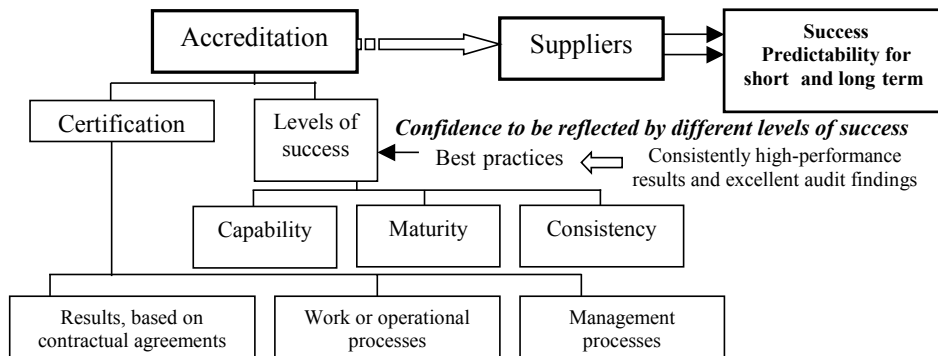 Accreditation
Suppliers
Success
Predictability for
short and long term
Certification
Levels of
success
Confidence to be reflected by different levels of success
Best practices
Consistently high-performance
results and excellent audit findings
Capability
Maturity
Consistency
Results, based on
contractual agreements
Work or operational
processes
Management
processes